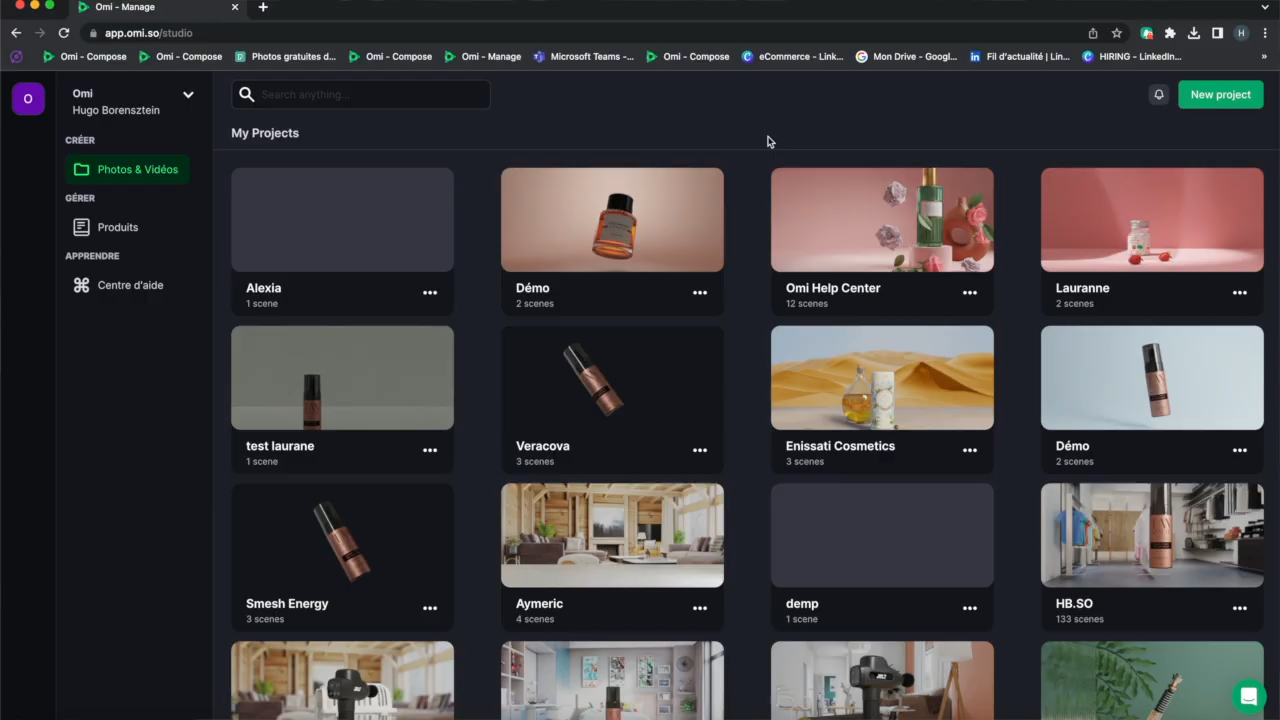 Omi - Manage
app.omi.so/studio
H
Omi - Compose
Omi - Compose
Photos gratuites d...
Omi - Compose
Omi - Manage
Microsoft Teams -...
Omi - Compose
eCommerce - Link...
Mon Drive - Googl...
Fil d'actualité | Lin...
HIRING - LinkedIn...
»
O
Omi
Hugo Borensztein
Search anything...
New project
CRÉER
Photos & Vidéos
GÉRER
Produits
APPRENDRE
Centre d'aide
My Projects
Alexia
1 scene
Démo
2 scenes
Omi Help Center
12 scenes
Lauranne
2 scenes
test laurane
1 scene
Veracova
3 scenes
Enissati Cosmetics
3 scenes
Démo
2 scenes
Smesh Energy
3 scenes
Aymeric
4 scenes
demp
1 scene
HB.SO
133 scenes